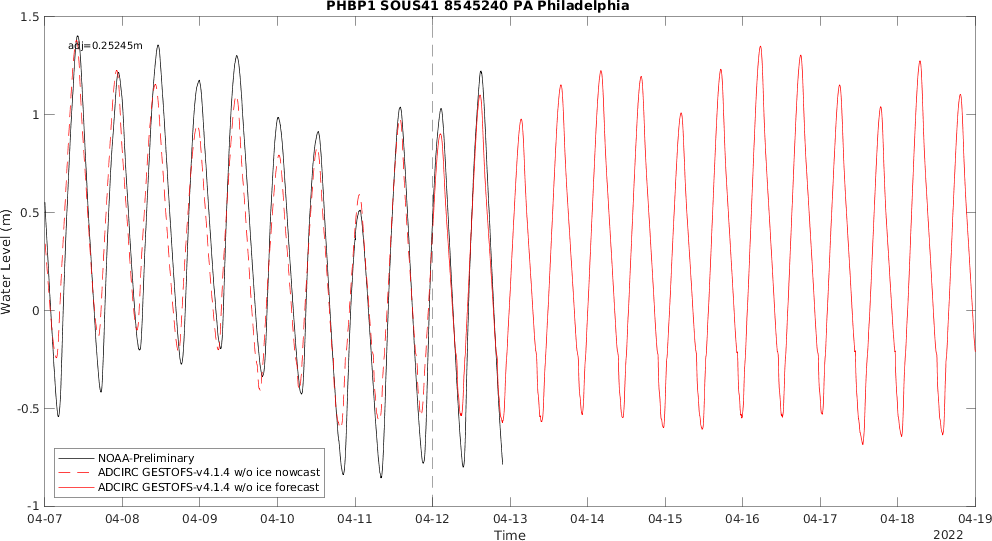 PHBP1 SOUS41 8545240 PA Philadelphia
adj=0.25245m
1.5
1
0.5
0
-0.5
-1
Water Level (m)
NOAA-Preliminary
ADCIRC GESTOFS-v4.1.4 w/o ice nowcast
ADCIRC GESTOFS-v4.1.4 w/o ice forecast
04-07 04-08 04-09 04-10 04-11 04-12 04-13 04-14 04-15 04-16 04-17 04-18 04-19
Time
2022